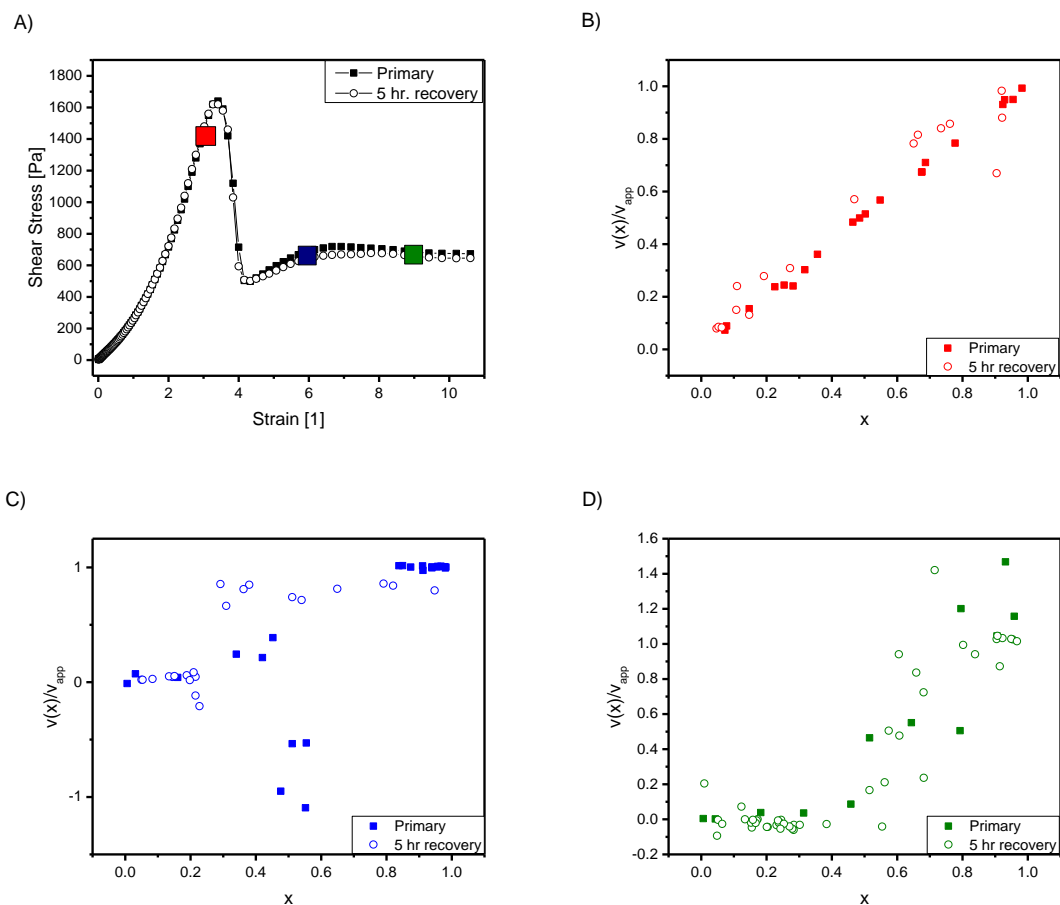 A)
1800
1600
1400
1200
1000
800
600
400
200
0
Shear Stress [Pa]
0 2 4 6 8 10
Strain [1]
Primary
5 hr. recovery
B)
1.0
0.8
0.6
0.4
0.2
0.0
v(x)/vapp
0.0 0.2 0.4 0.6 0.8 1.0
x
Primary
5 hr recovery
C)
1
0
-1
v(x)/vapp
0.0 0.2 0.4 0.6 0.8 1.0
x
Primary
5 hr recovery
D)
1.6
1.4
1.2
1.0
0.8
0.6
0.4
0.2
-0.0
-0.2
v(x)/vapp
0.0 0.2 0.4 0.6 0.8 1.0
x
Primary
5 hr recovery